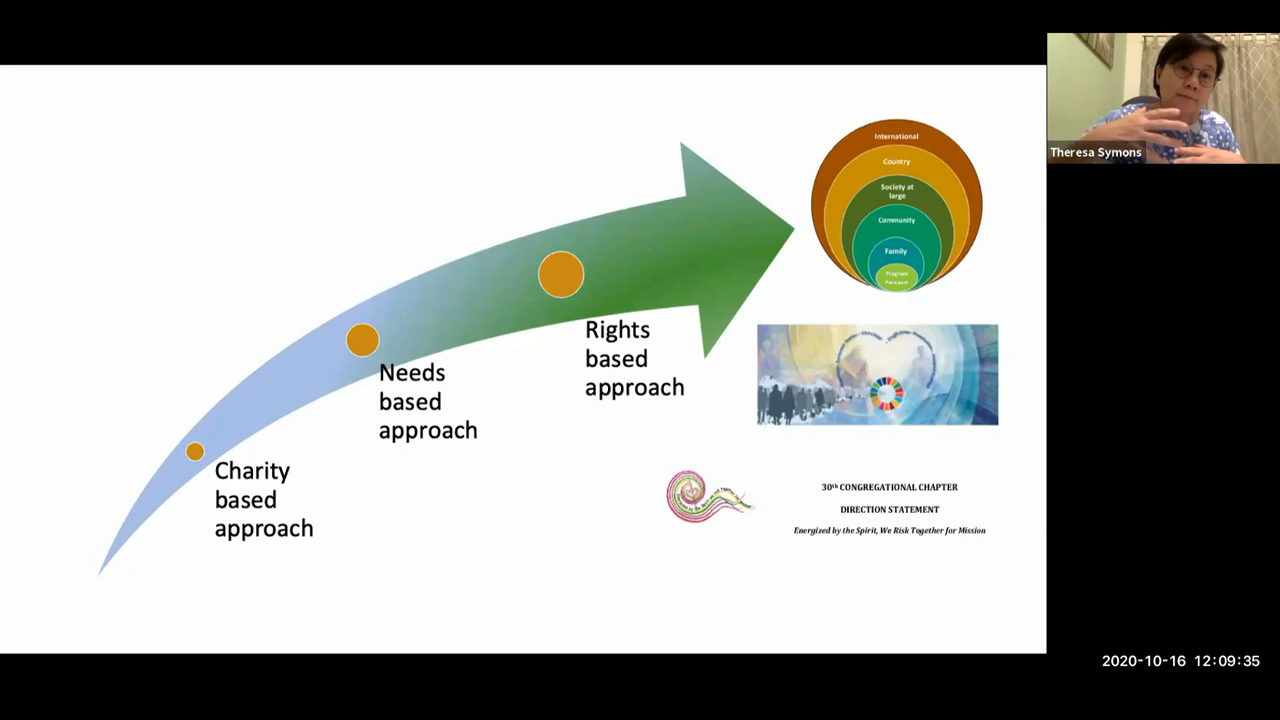 Charity
based
approach
Needs
based
approach
Rights
based
approach
International
Country
Society at
large
Community
Family
Program
30th CONGREGATIONAL CHAPTER
DIRECTION STATEMENT
Energized by the Spirit, We Risk Together for Mission
Theresa Symons
2020-10-16 12:09:35